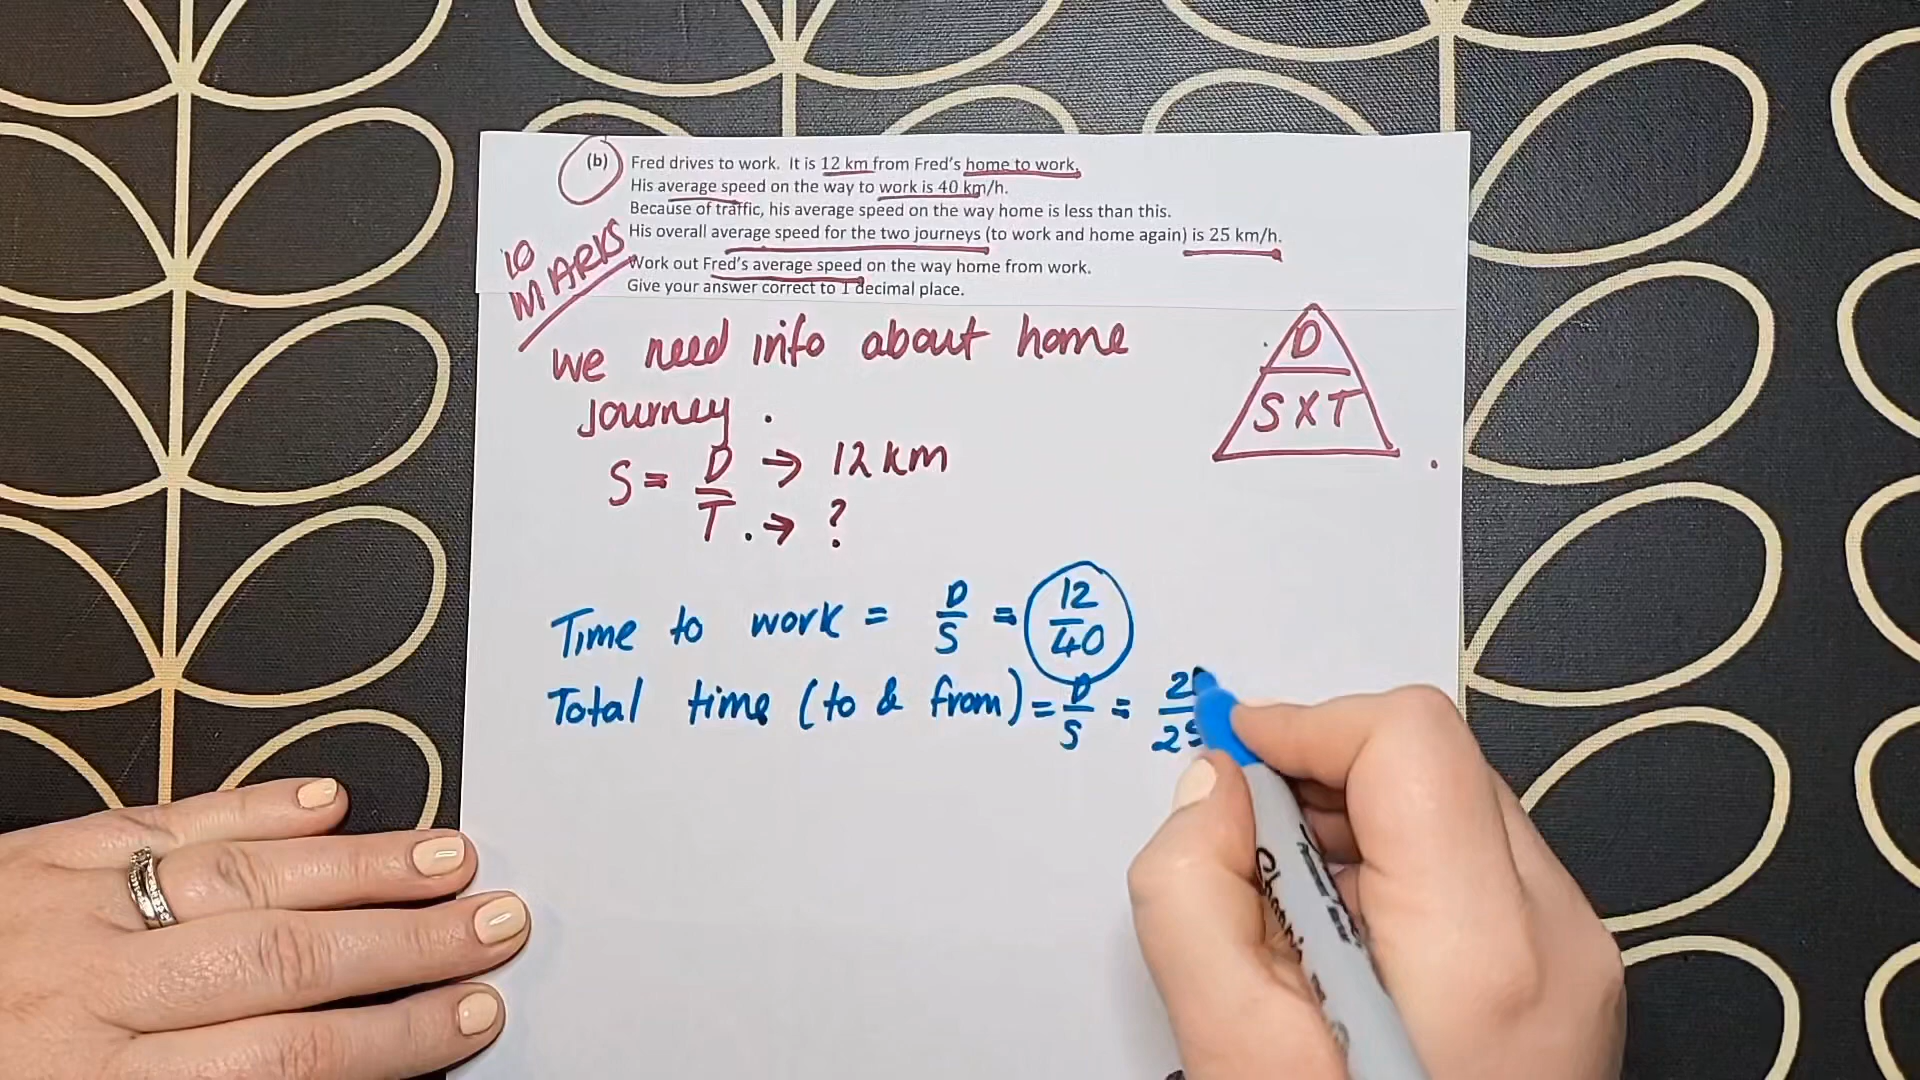 (b) Fred drives to work. It is 12 km from Fred's home to work.
His average speed on the way to work is 40 km/h.
Because of traffic, his average speed on the way home is less than this.
His overall average speed for the two journeys (to work and home again) is 25 km/h.
Work out Fred's average speed on the way home from work.
Give your answer correct to 1 decimal place.
10
MARKS
We need info about home
journey.
S = D → 12 km
T. → ?
D
S X T
Time to work = D/S = 12/40
Total time (to & from) = D/S = 2 /25
Sharpie